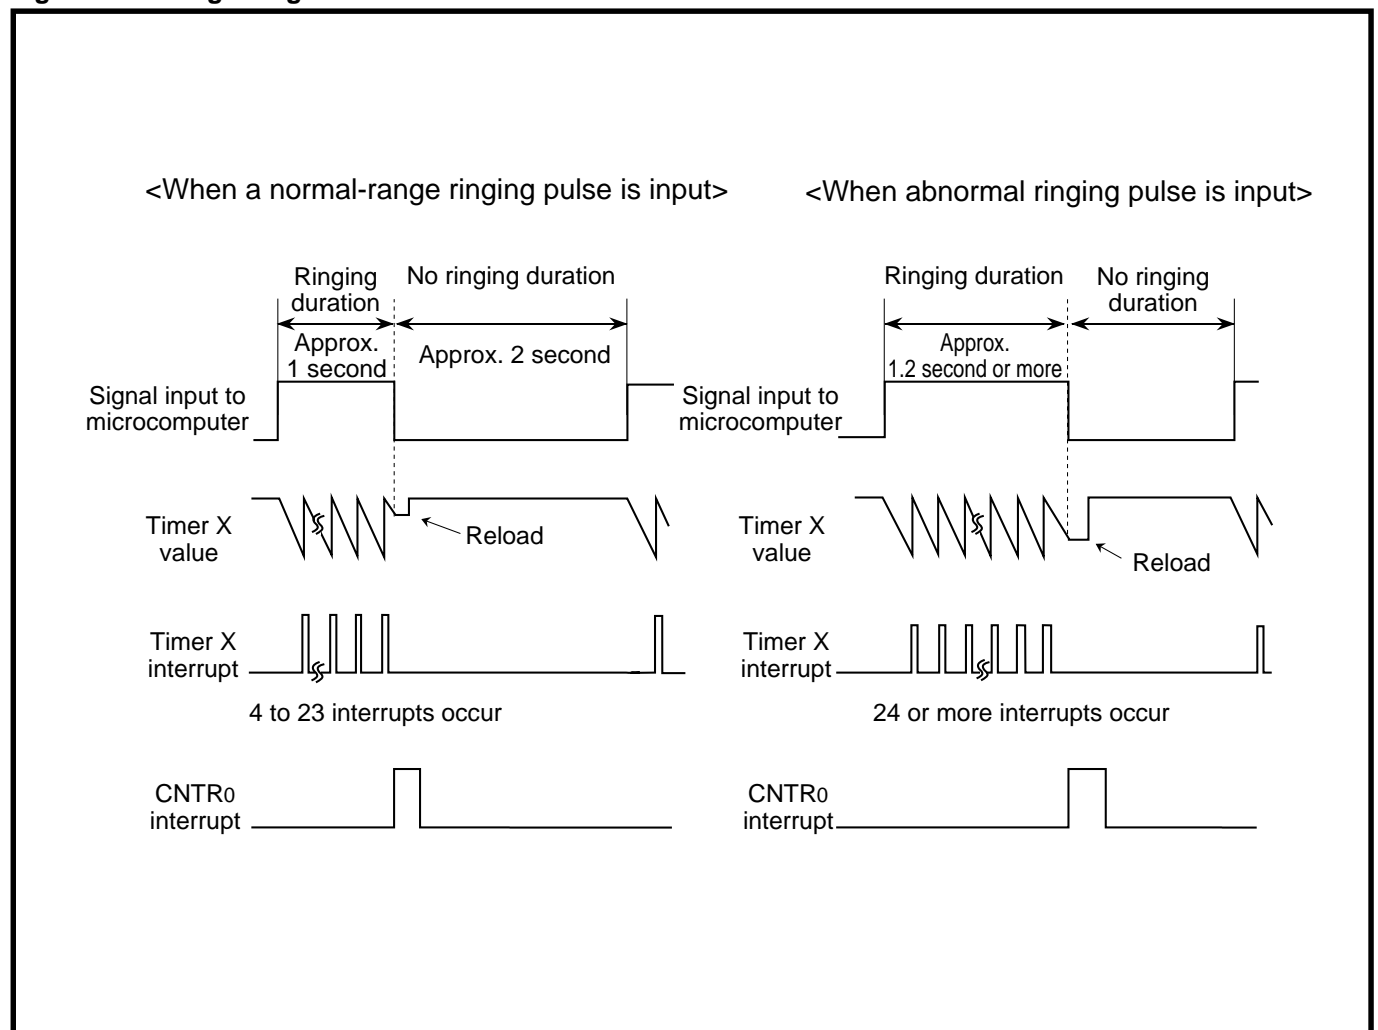 <When a normal-range ringing pulse is input>
Ringing
duration
No ringing duration
Approx.
1 second
Approx. 2 second
Signal input to
microcomputer
Timer X
value
Reload
Timer X
interrupt
4 to 23 interrupts occur
CNTR0
interrupt
<When abnormal ringing pulse is input>
Ringing duration
No ringing
duration
Approx.
1.2 second or more
Signal input to
microcomputer
Timer X
value
Reload
Timer X
interrupt
24 or more interrupts occur
CNTR0
interrupt